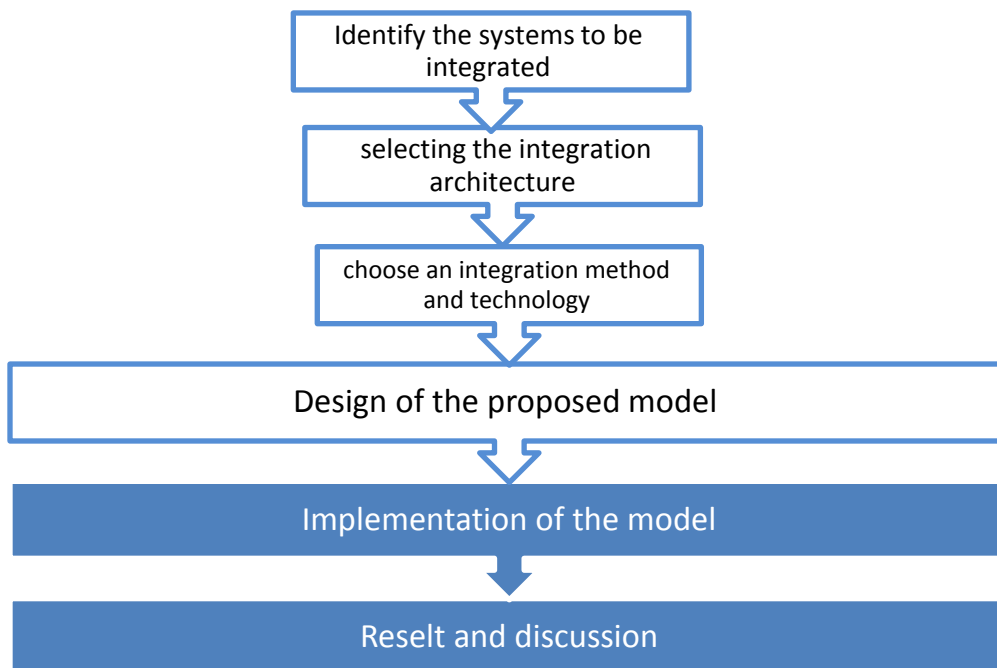 Identify the systems to be
integrated
selecting the integration
architecture
choose an integration method
and technology
Design of the proposed model
Implementation of the model
Reselt and discussion